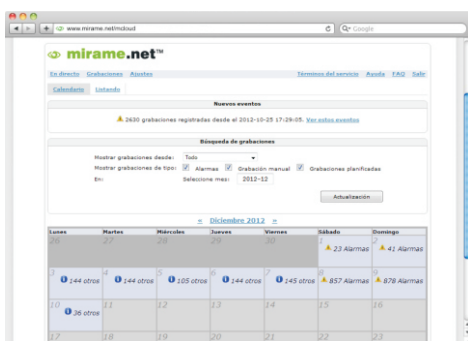 www.mirame.net/mcloud
Google
mirame.net™
En directo Grabaciones Ajustes
Términos del servicio Ayuda FAQ Salir
Calendario Listando
Nuevos eventos
2630 grabaciones registradas desde el 2012-10-25 17-29-05. Ver estos eventos
Búsqueda de grabaciones
Mostrar grabaciones desde: Todo
Mostrar grabaciones de tipo: Alarmas Grabación manual Grabaciones planificadas
En: Seleccione mes: 2012-12
Actualización
« Diciembre 2012 »
Lunes Martes Miércoles Jueves Viernes Sábado Domingo
26 27 28 29 30 1 2
23 Alarmas 41 Alarmas
3 4 5 6 7 8 9
144 otros 144 otros 105 otros 144 otros 145 otros 857 Alarmas 878 Alarmas
10 11 12 13 14 15 16
36 otros
17 18 19 20 21 22 23